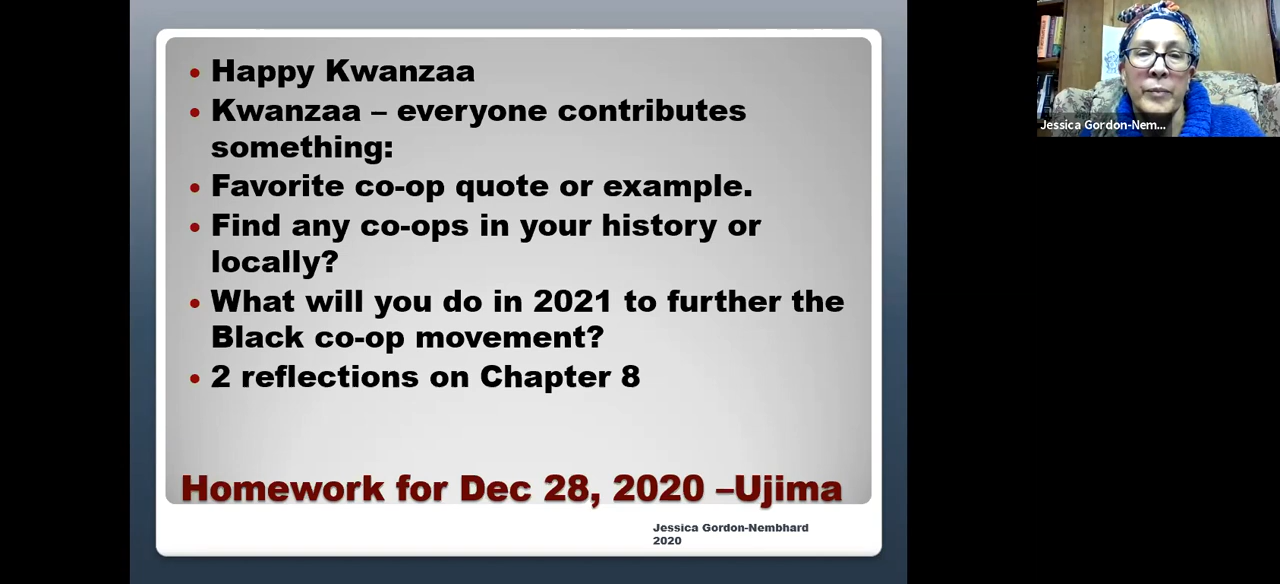 Happy Kwanzaa
Kwanzaa – everyone contributes
something:
Favorite co-op quote or example.
Find any co-ops in your history or
locally?
What will you do in 2021 to further the
Black co-op movement?
2 reflections on Chapter 8
Homework for Dec 28, 2020 –Ujima
Jessica Gordon-Nembhard
2020
Jessica Gordon-Nem...